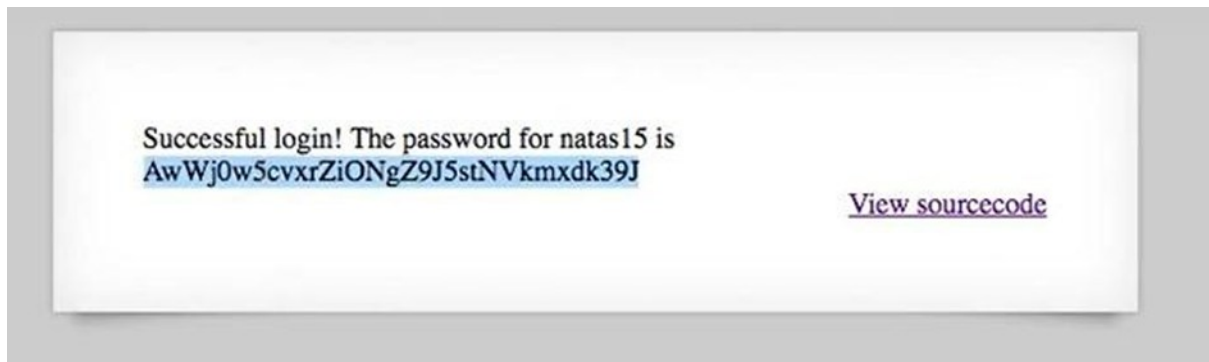 Successful login! The password for natas15 is
AwWj0w5cvxrZiONgZ9J5stNVkmxdk39J
View sourcecode